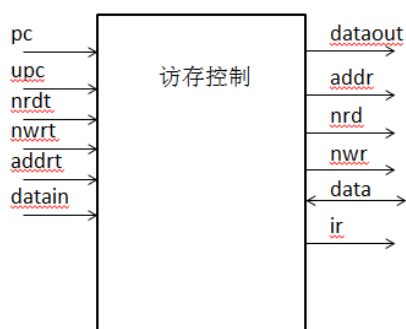 pc
upc
nrdt
nwrt
addrt
datain
访存控制
dataout
addr
nrd
nwr
data
ir